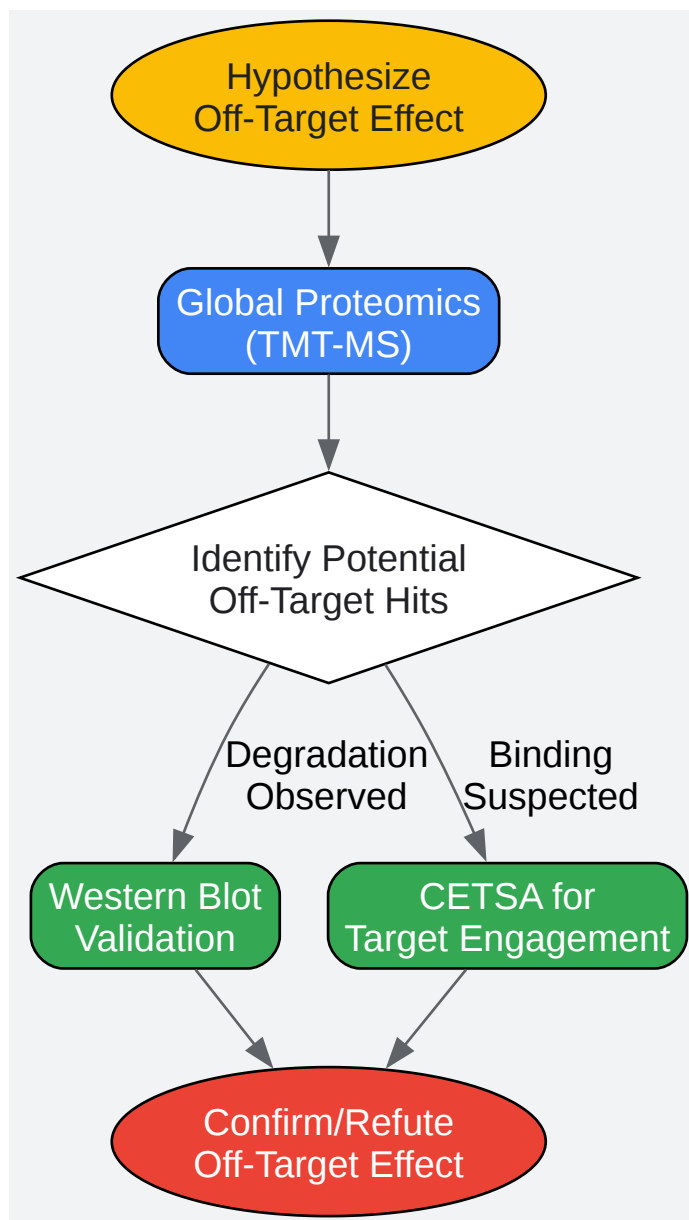 Hypothesize
Off-Target Effect
Global Proteomics
(TMT-MS)
Identify Potential
Off-Target Hits
Degradation
Observed
Binding
Suspected
Western Blot
Validation
CETSA for
Target Engagement
Confirm/Refute
Off-Target Effect